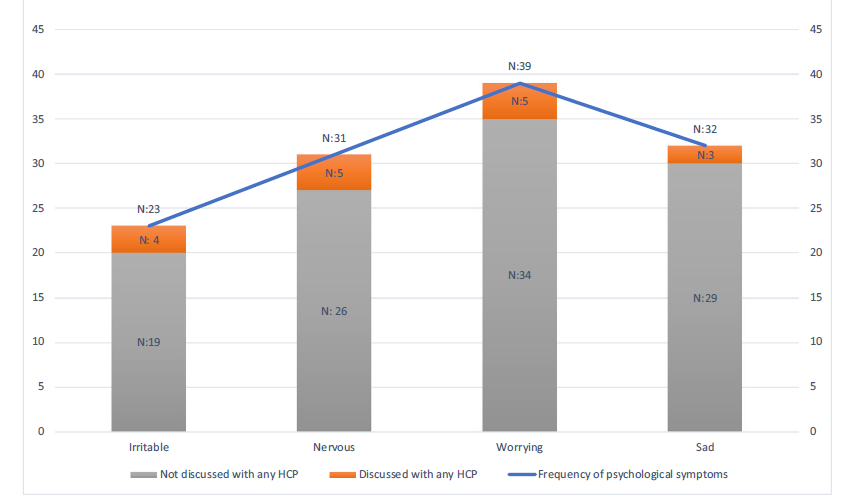 45 45
N:39
40 40
N:5
35 35
N:32
N:31
30 N:3 30
N:5
25 25
N:23
N: 4
20 20
N:34
15 N: 26 N:29 15
10 N:19 10
5 5
0 0
Irritable Nervous Worrying Sad
Not discussed with any HCP Discussed with any HCP Frequency of psychological symptoms